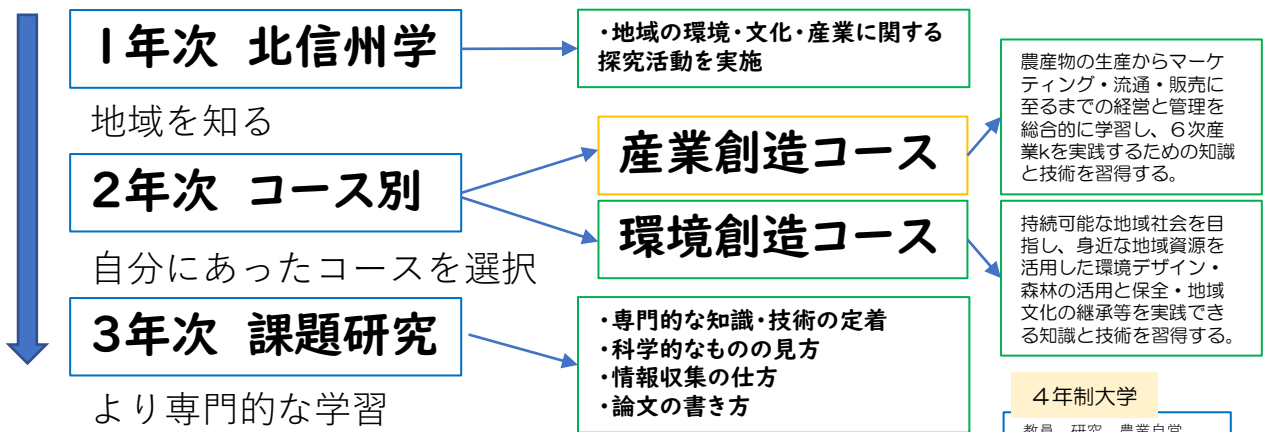 1年次 北信州学
・地域の環境・文化・産業に関する
探究活動を実施
地域を知る
2年次 コース別
産業創造コース
農産物の生産からマーケ
ティング・流通・販売に
至るまでの経営と管理を
総合的に学習し、６次産
業kを実践するための知識
と技術を習得する。
環境創造コース
持続可能な地域社会を目
指し、身近な地域資源を
活用した環境デザイン・
森林の活用と保全・地域
文化の継承等を実践でき
る知識と技術を習得する。
自分にあったコースを選択
3年次 課題研究
・専門的な知識・技術の定着
・科学的なものの見方
・情報収集の仕方
・論文の書き方
より専門的な学習
４年制大学
教員 研究 農業自営